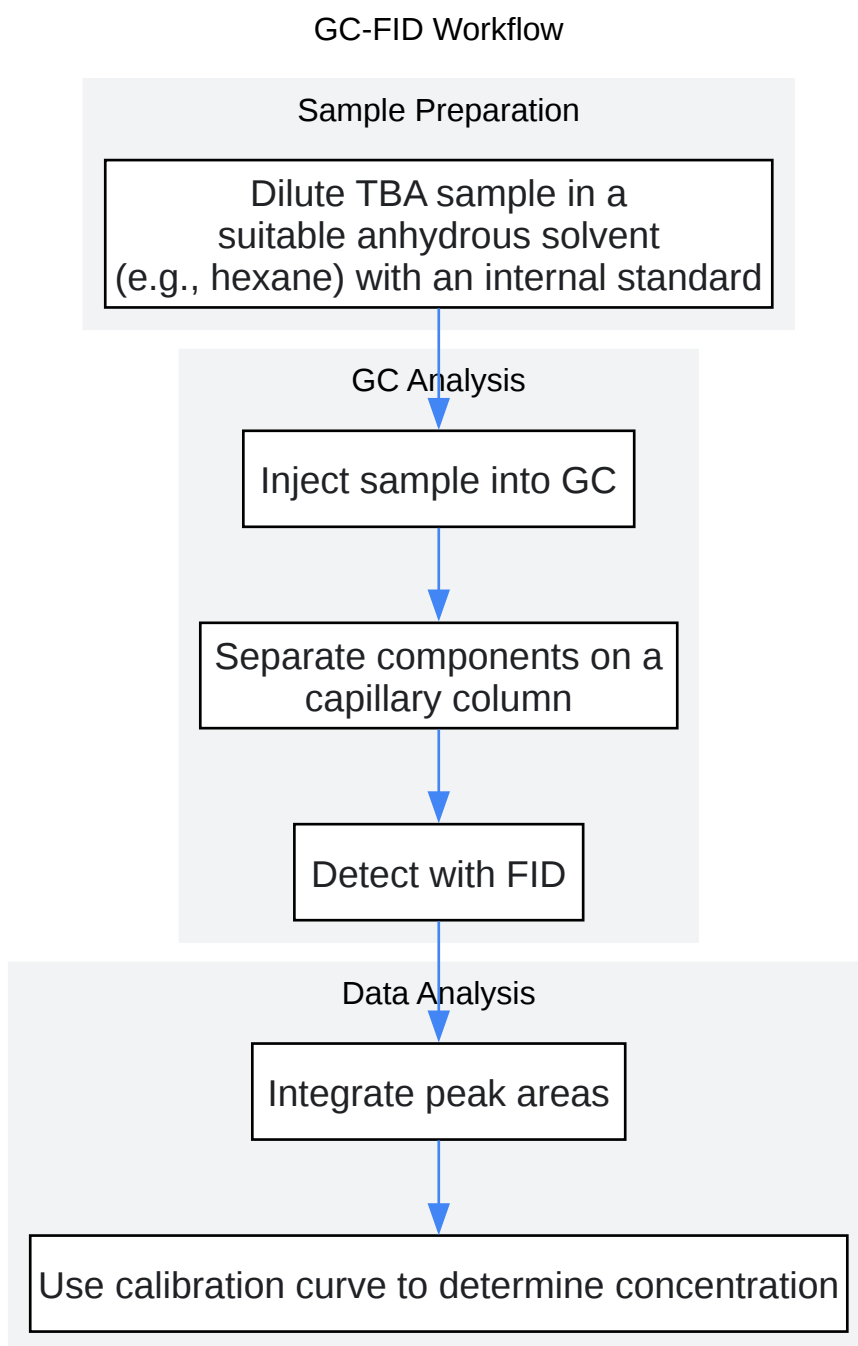 GC-FID Workflow
Sample Preparation
Dilute TBA sample in a
suitable anhydrous solvent
(e.g., hexane) with an internal standard
GC Analysis
Inject sample into GC
Separate components on a
capillary column
Detect with FID
Data Analysis
Integrate peak areas
Use calibration curve to determine concentration